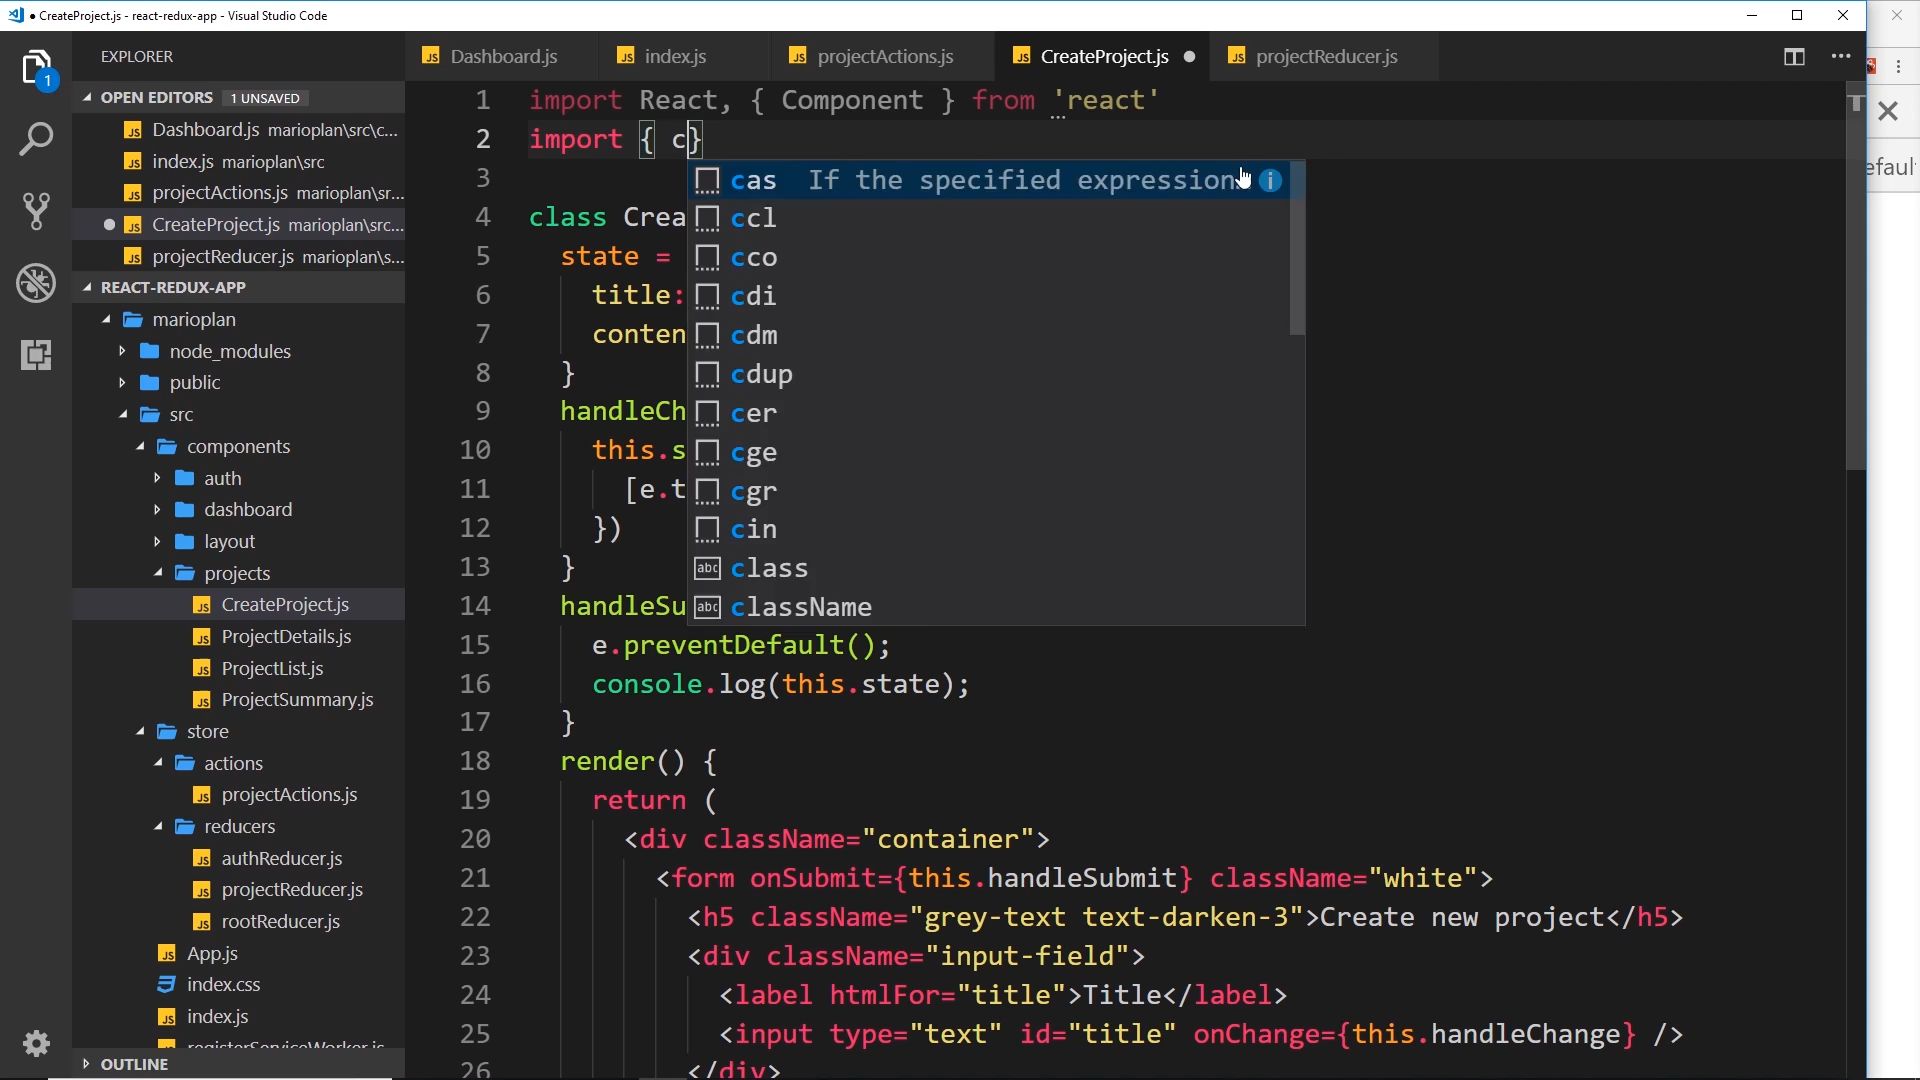 ● CreateProject.js - react-redux-app - Visual Studio Code
EXPLORER
Dashboard.js
index.js
projectActions.js
CreateProject.js
projectReducer.js
1
OPEN EDITORS 1 UNSAVED
Dashboard.js marioplan\src\c...
index.js marioplan\src
projectActions.js marioplan\sr...
CreateProject.js marioplan\src...
projectReducer.js marioplan\s...
REACT-REDUX-APP
marioplan
node_modules
public
src
components
auth
dashboard
layout
projects
CreateProject.js
ProjectDetails.js
ProjectList.js
ProjectSummary.js
store
actions
projectActions.js
reducers
authReducer.js
projectReducer.js
rootReducer.js
App.js
index.css
index.js
registerServiceWorker.js
OUTLINE
1 import React, { Component } from 'react'
2 import { c}
3
4 class Crea
5 state =
6 title:
7 conten
8 }
9 handleCh
10 this.s
11 [e.t
12 })
13 }
14 handleSu
15 e.preventDefault();
16 console.log(this.state);
17 }
18 render() {
19 return (
20 <div className="container">
21 <form onSubmit={this.handleSubmit} className="white">
22 <h5 className="grey-text text-darken-3">Create new project</h5>
23 <div className="input-field">
24 <label htmlFor="title">Title</label>
25 <input type="text" id="title" onChange={this.handleChange} />
26 </div>
cas If the specified expression
ccl
cco
cdi
cdm
cdup
cer
cge
cgr
cin
abc class
abc className
efaul